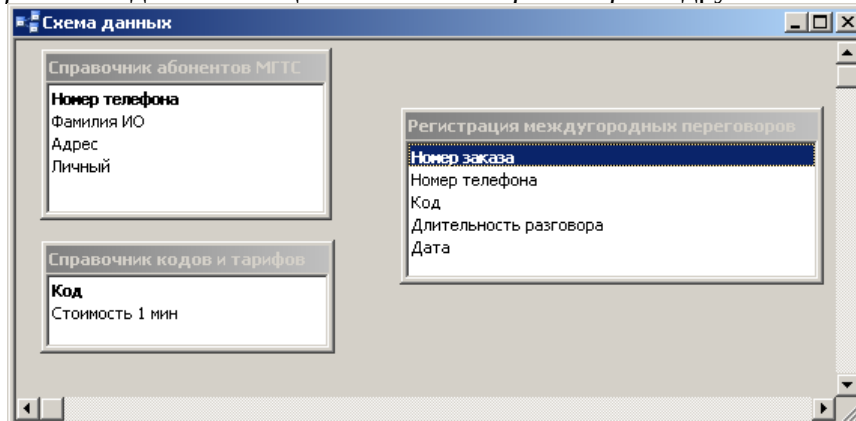 Схема данных
Справочник абонентов МГТС
Номер телефона
Фамилия ИО
Адрес
Личный
Регистрация междугородных переговоров
Номер заказа
Номер телефона
Код
Длительность разговора
Дата
Справочник кодов и тарифов
Код
Стоимость 1 мин